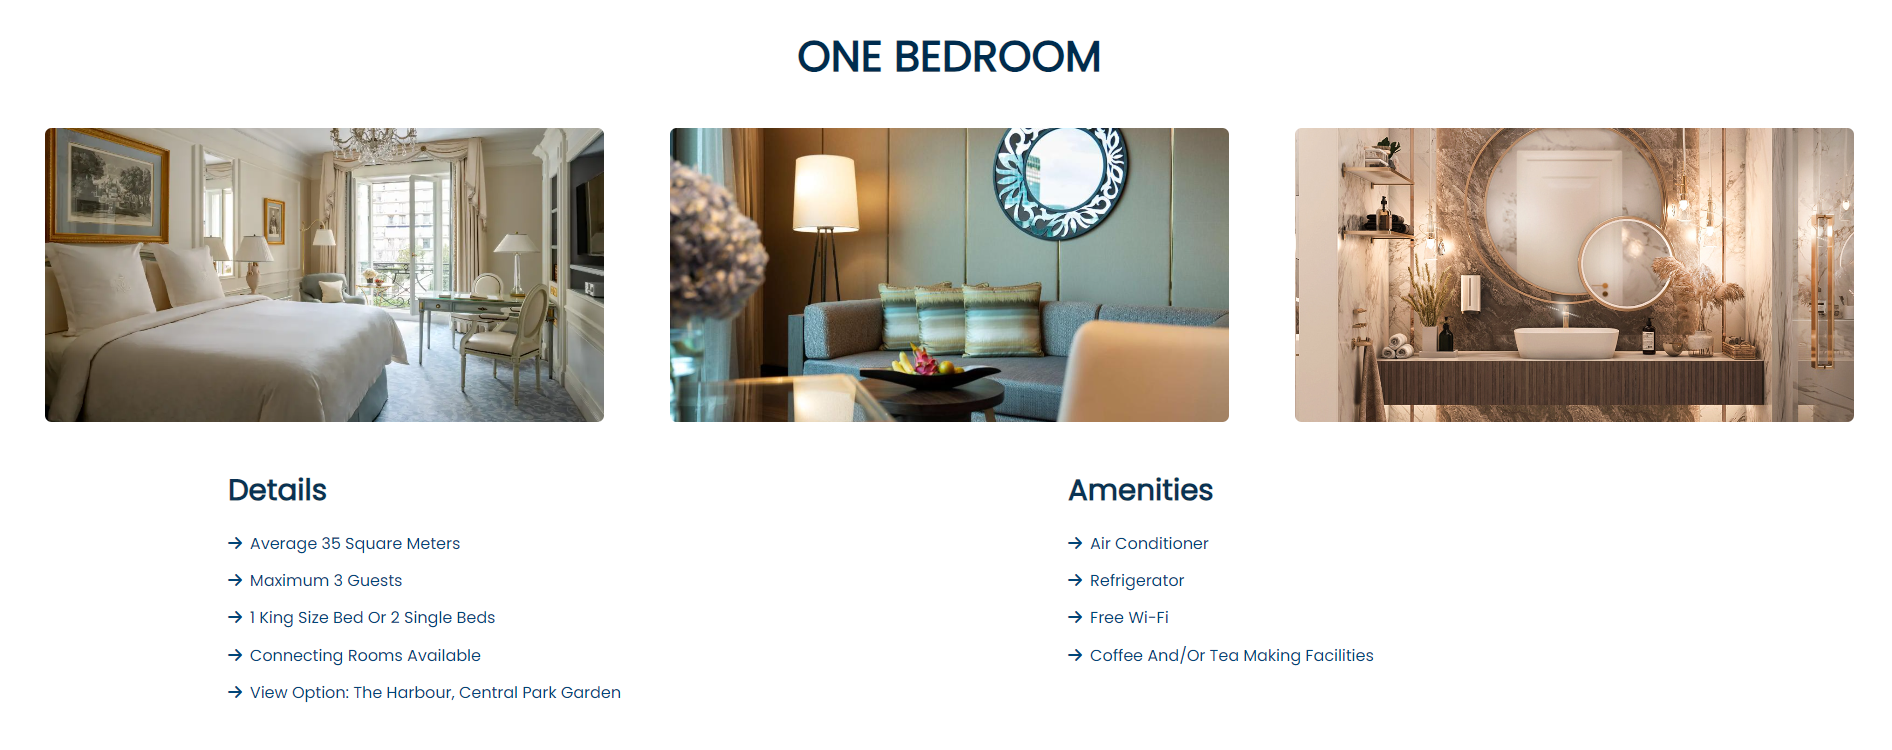 ONE BEDROOM
Details
Average 35 Square Meters
Maximum 3 Guests
1 King Size Bed Or 2 Single Beds
Connecting Rooms Available
View Option: The Harbour, Central Park Garden
Amenities
Air Conditioner
Refrigerator
Free Wi-Fi
Coffee And/Or Tea Making Facilities